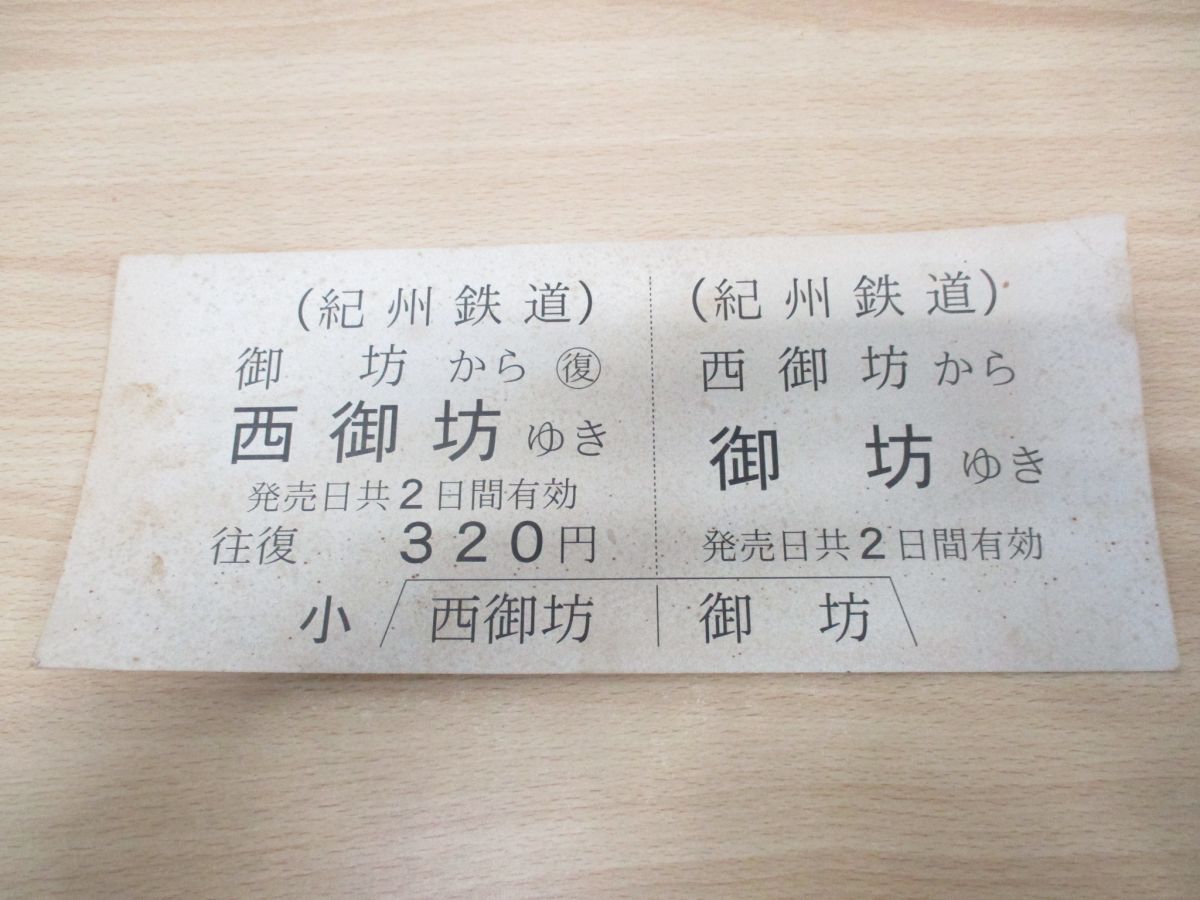 (紀州鉄道)
御坊から㊝
西御坊ゆき
発売日共2日間有効
往復 320円
小 西御坊
(紀州鉄道)
西御坊から
御坊ゆき
発売日共2日間有効
御坊